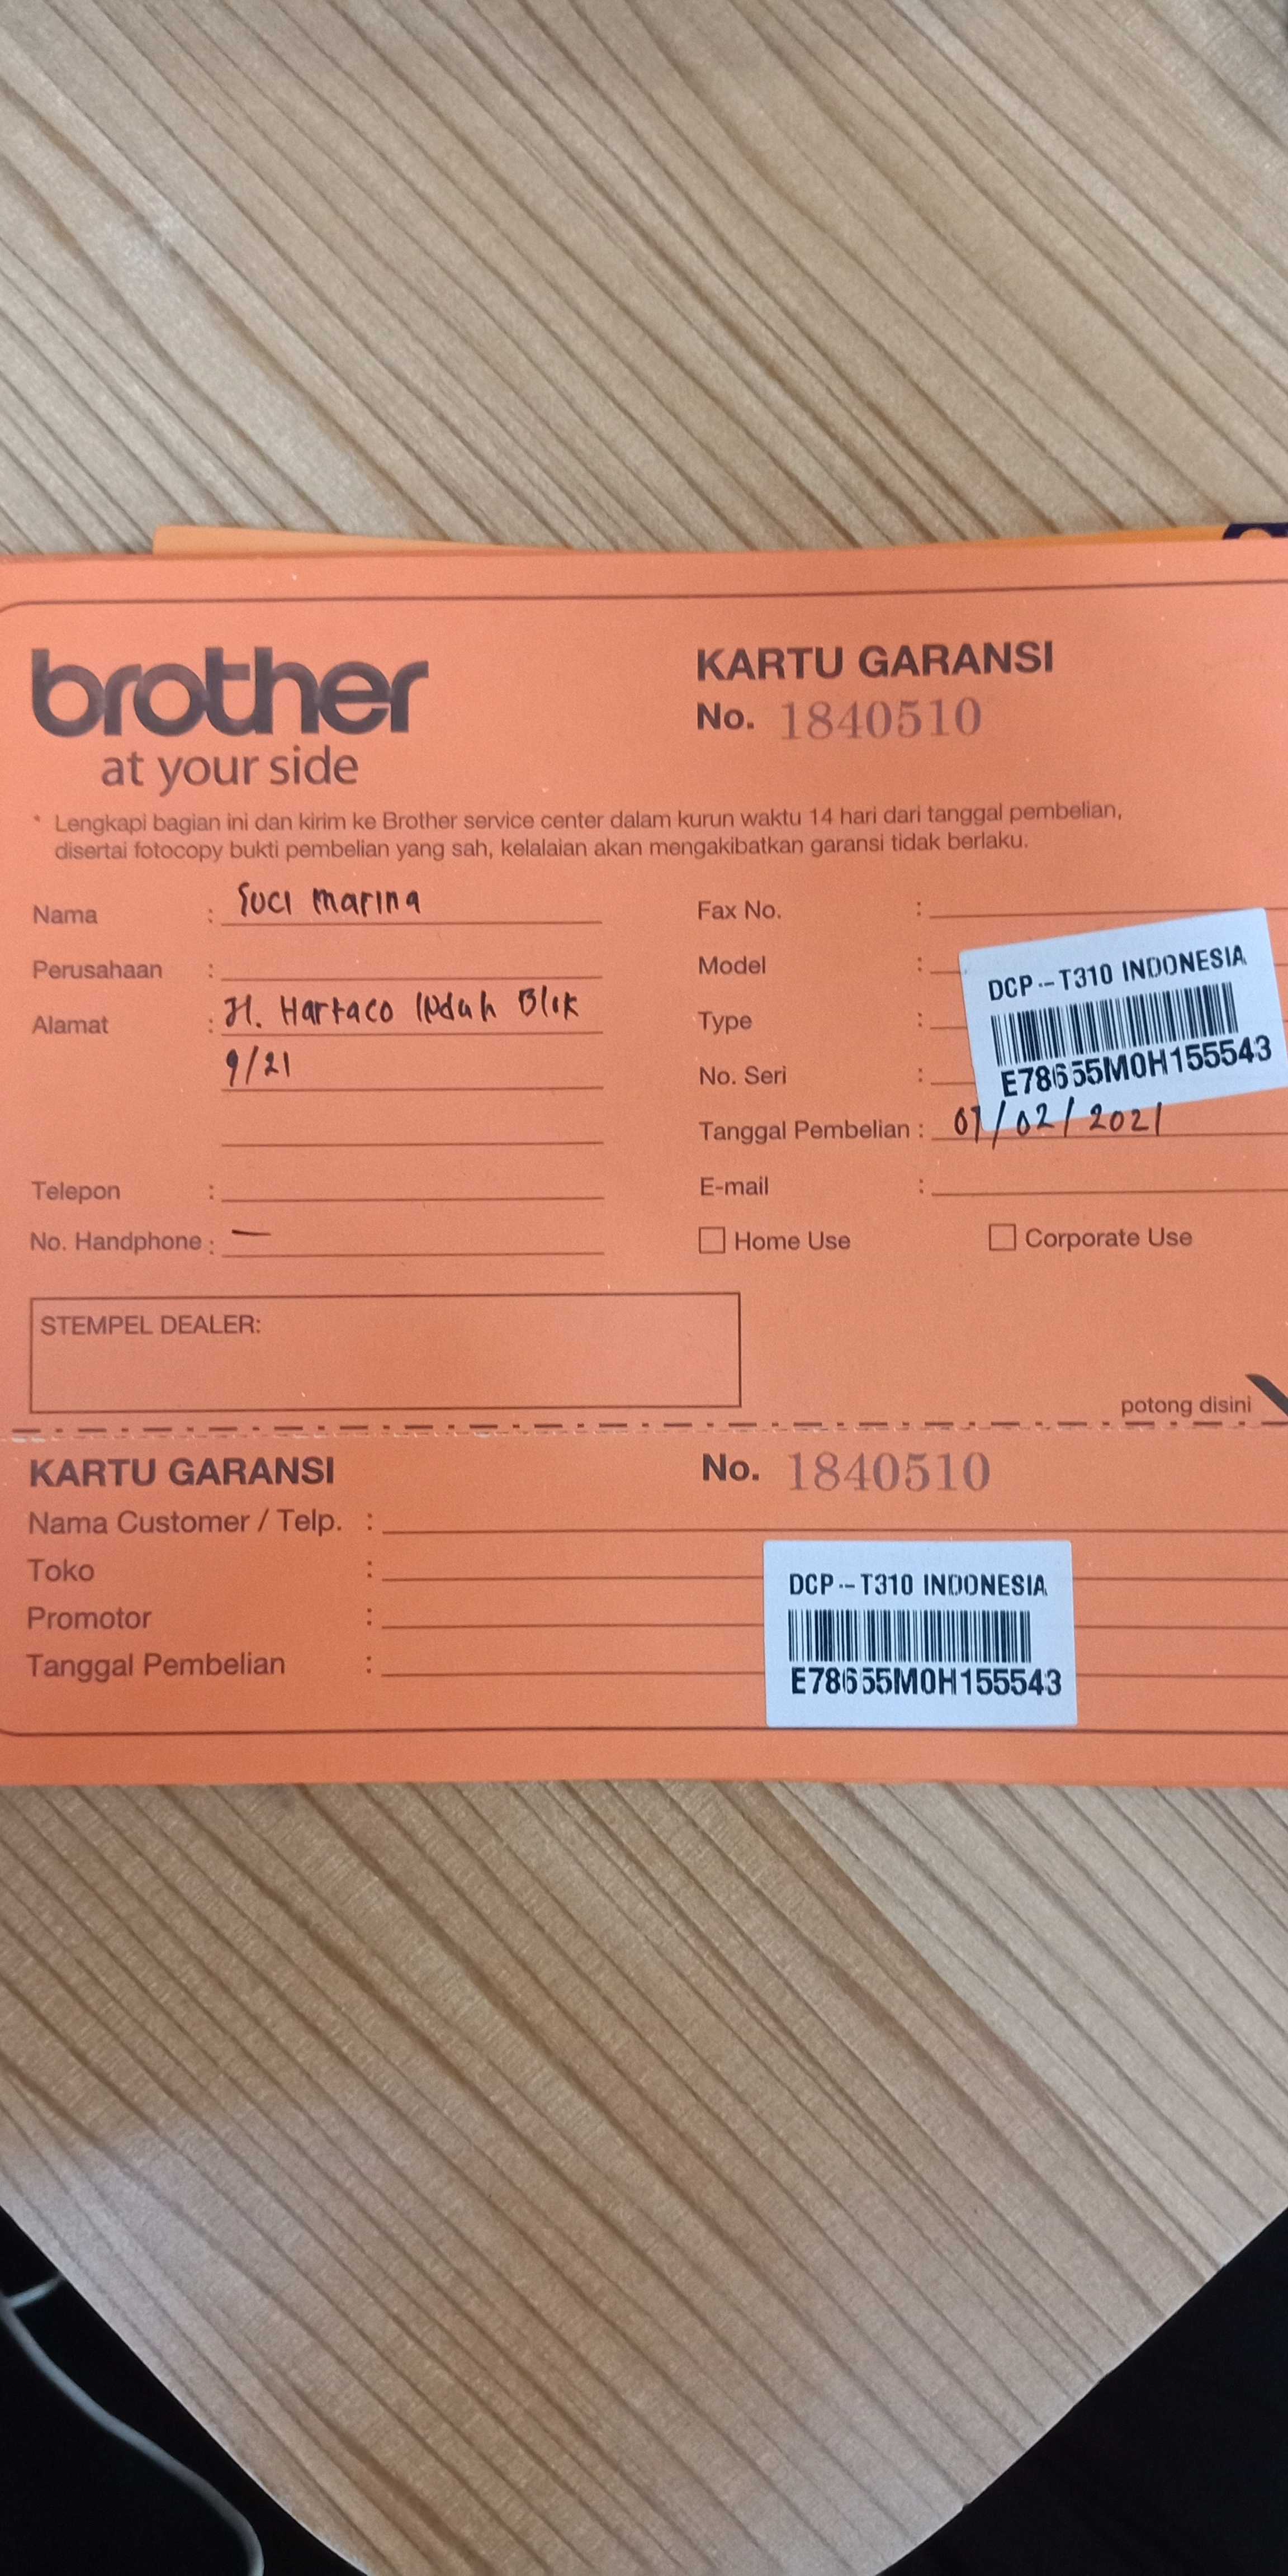 brother
at your side
KARTU GARANSI
No. 1840510
* Lengkapi bagian ini dan kirim ke Brother service center dalam kurun waktu 14 hari dari tanggal pembelian,
disertai fotocopy bukti pembelian yang sah, kelalaian akan mengakibatkan garansi tidak berlaku.
Nama : Suci Marina
Perusahaan :
Alamat : Jl. Hartaco Indah Blok
9/21
Telepon :
No. Handphone : —
Fax No. :
Model :
Type :
No. Seri :
DCP-T310 INDONESIA
E78655M0H155543
Tanggal Pembelian : 07/02/2021
E-mail :
Home Use
Corporate Use
STEMPEL DEALER:
potong disini
KARTU GARANSI
No. 1840510
Nama Customer / Telp. :
Toko :
Promotor :
Tanggal Pembelian :
DCP-T310 INDONESIA
E78655M0H155543